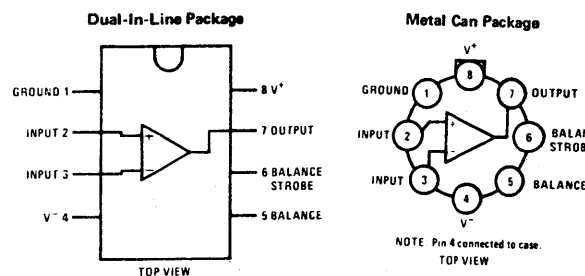 Dual-In-Line Package
GROUND 1
INPUT 2
INPUT 3
V⁻ 4
8 V⁺
7 OUTPUT
6 BALANCE
STROBE
5 BALANCE
+
−
TOP VIEW
Metal Can Package
V⁺
8
GROUND
1
7
OUTPUT
INPUT
2
+
−
6
BALA
STROB
INPUT
3
5
BALANCE
4
V⁻
NOTE Pin 4 connected to case.
TOP VIEW